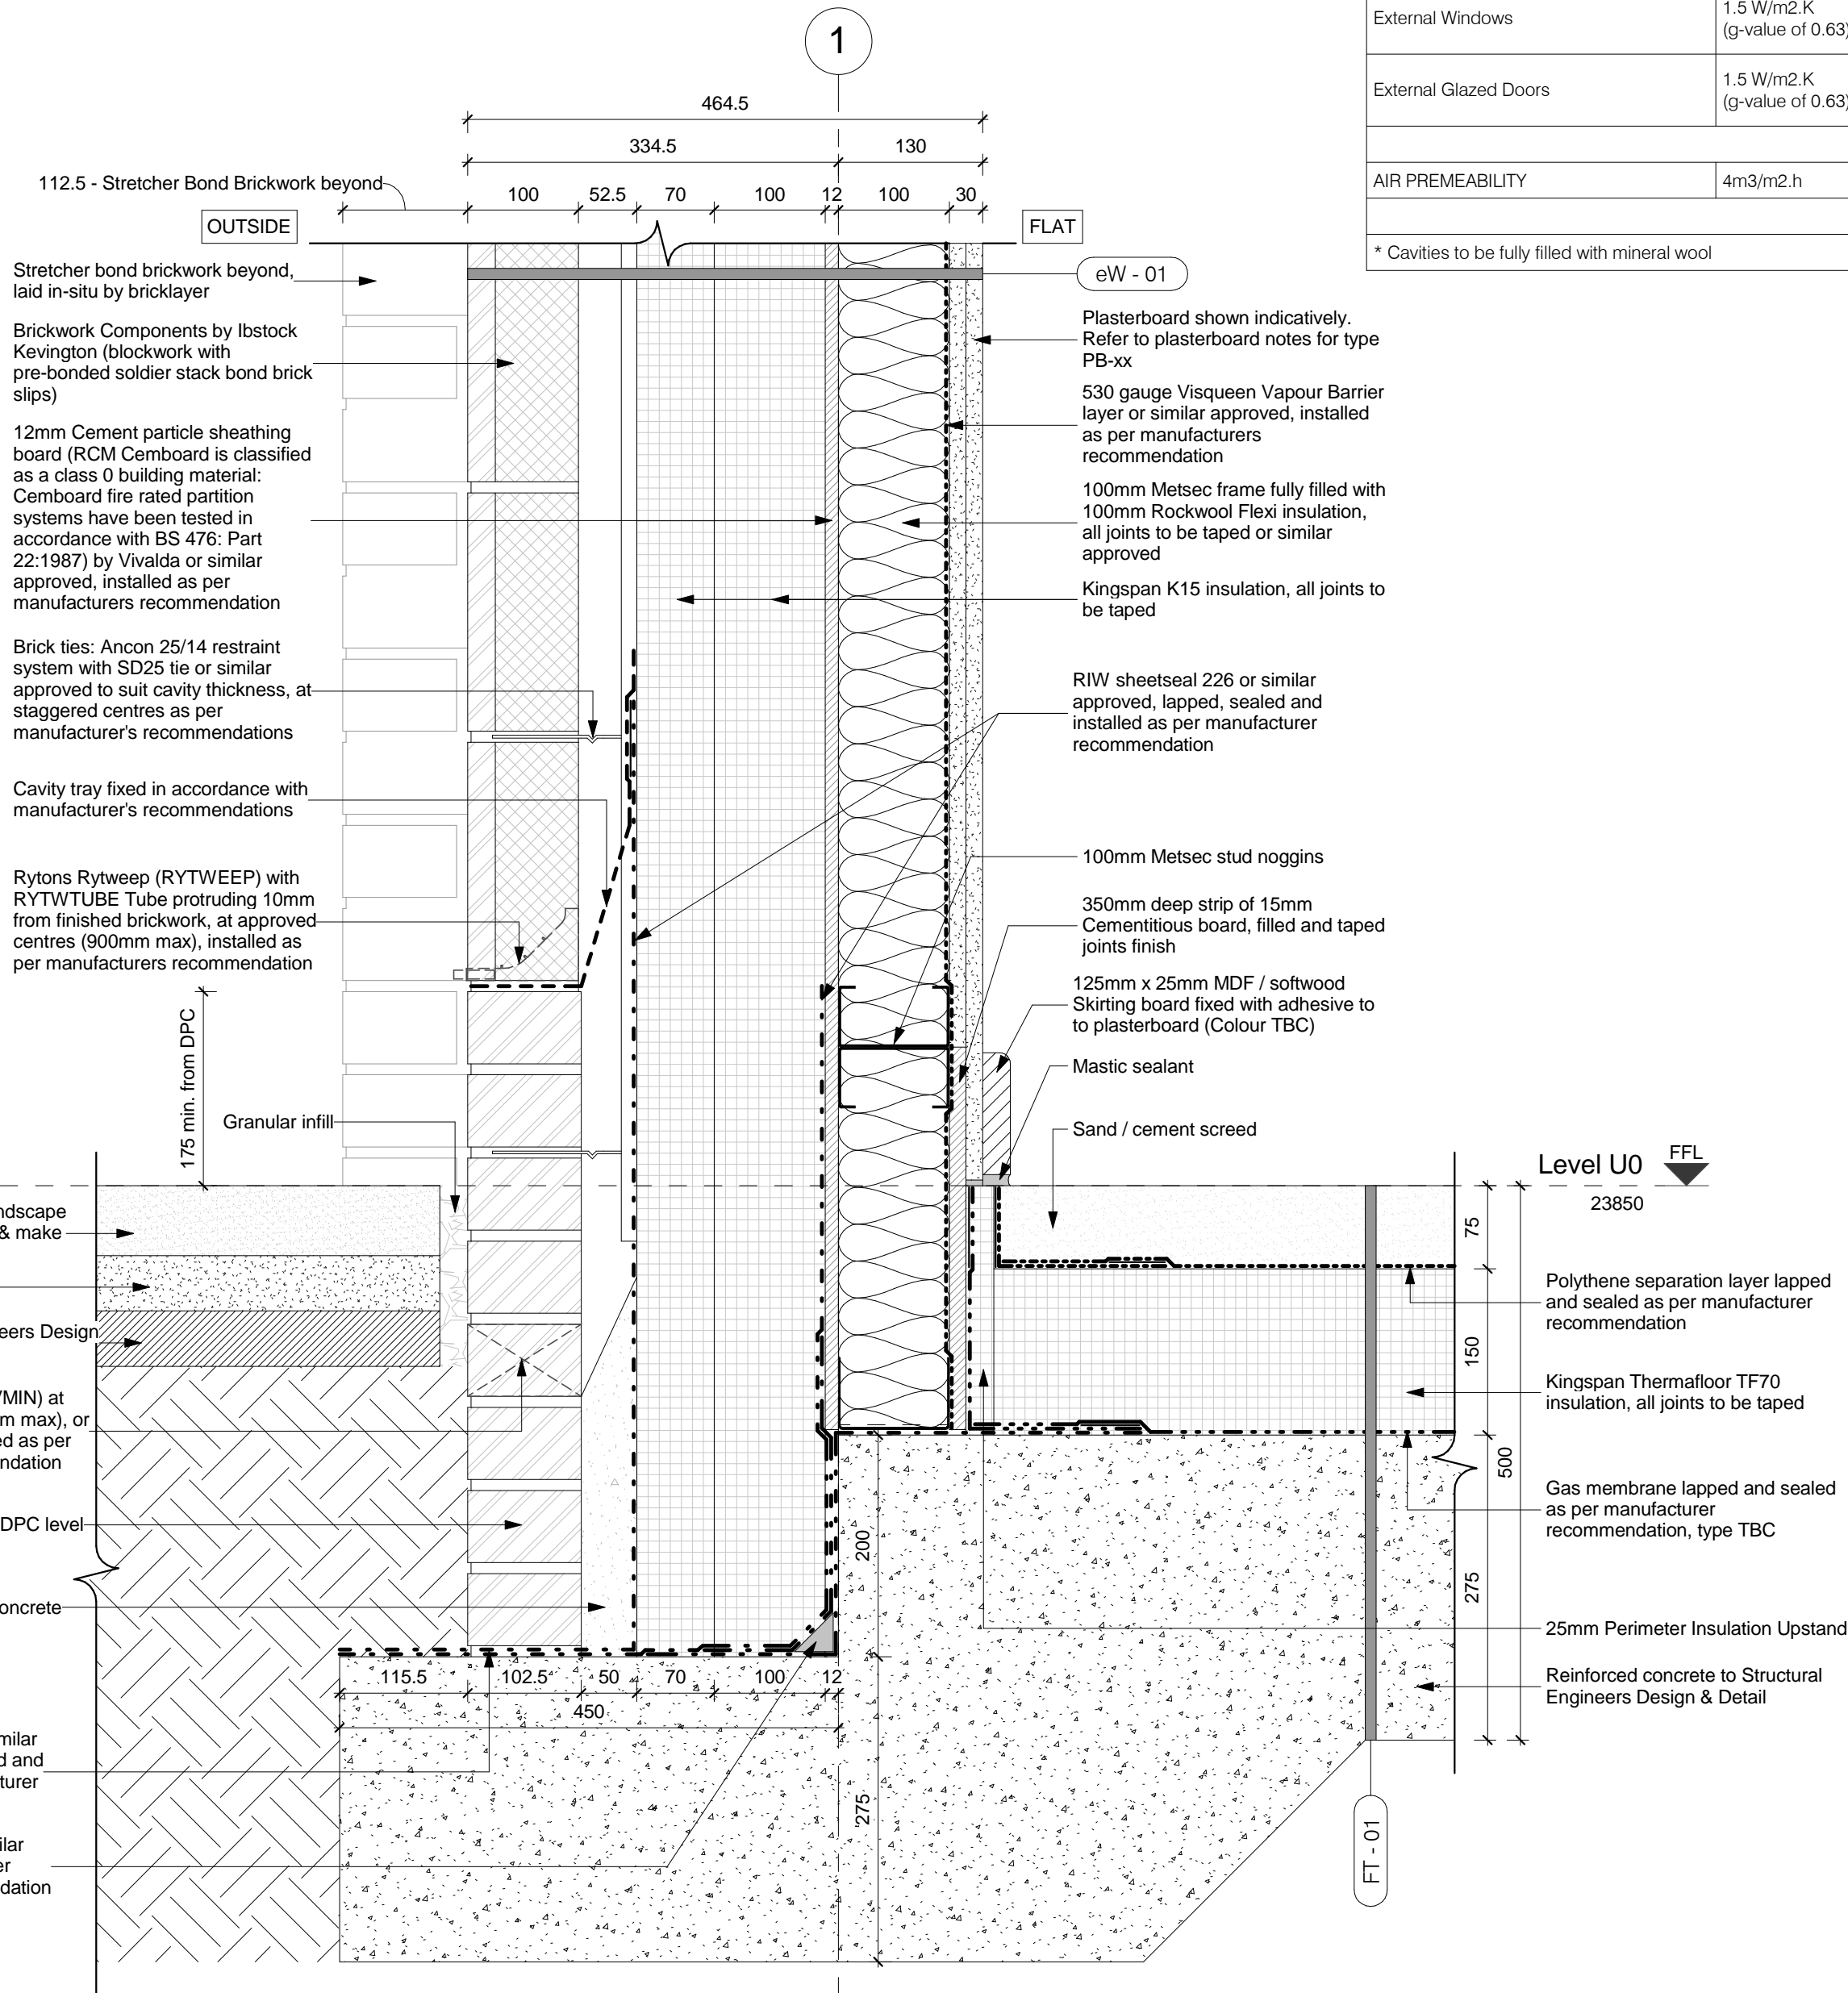 1
External Windows
1.5 W/m2.K
(g-value of 0.63)
External Glazed Doors
1.5 W/m2.K
(g-value of 0.63)
AIR PREMEABILITY
4m3/m2.h
* Cavities to be fully filled with mineral wool
464.5
334.5
130
112.5 - Stretcher Bond Brickwork beyond
100
52.5
70
100
12
100
30
OUTSIDE
FLAT
eW - 01
Stretcher bond brickwork beyond,
laid in-situ by bricklayer
Brickwork Components by Ibstock
Kevington (blockwork with
pre-bonded soldier stack bond brick
slips)
12mm Cement particle sheathing
board (RCM Cemboard is classified
as a class 0 building material:
Cemboard fire rated partition
systems have been tested in
accordance with BS 476: Part
22:1987) by Vivalda or similar
approved, installed as per
manufacturers recommendation
Brick ties: Ancon 25/14 restraint
system with SD25 tie or similar
approved to suit cavity thickness, at
staggered centres as per
manufacturer's recommendations
Cavity tray fixed in accordance with
manufacturer's recommendations
Rytons Rytweep (RYTWEEP) with
RYTWTUBE Tube protruding 10mm
from finished brickwork, at approved
centres (900mm max), installed as
per manufacturers recommendation
175 min. from DPC
Granular infill
ndscape
& make
eers Design
/MIN) at
m max), or
ed as per
ndation
DPC level
oncrete
milar
d and
turer
ilar
er
dation
Plasterboard shown indicatively.
Refer to plasterboard notes for type
PB-xx
530 gauge Visqueen Vapour Barrier
layer or similar approved, installed
as per manufacturers
recommendation
100mm Metsec frame fully filled with
100mm Rockwool Flexi insulation,
all joints to be taped or similar
approved
Kingspan K15 insulation, all joints to
be taped
RIW sheetseal 226 or similar
approved, lapped, sealed and
installed as per manufacturer
recommendation
100mm Metsec stud noggins
350mm deep strip of 15mm
Cementitious board, filled and taped
joints finish
125mm x 25mm MDF / softwood
Skirting board fixed with adhesive to
to plasterboard (Colour TBC)
Mastic sealant
Sand / cement screed
Level U0
FFL
23850
75
150
500
275
Polythene separation layer lapped
and sealed as per manufacturer
recommendation
Kingspan Thermafloor TF70
insulation, all joints to be taped
Gas membrane lapped and sealed
as per manufacturer
recommendation, type TBC
25mm Perimeter Insulation Upstand
Reinforced concrete to Structural
Engineers Design & Detail
200
115.5
102.5
50
70
100
12
450
275
FT - 01